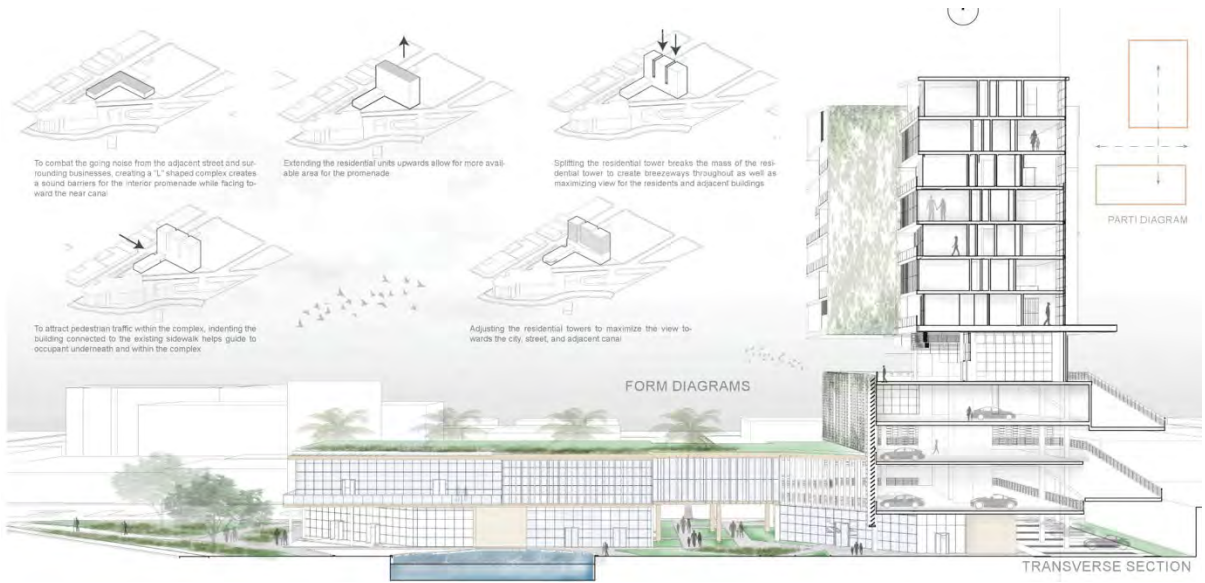 To combat the going noise from the adjacent street and sur-
rounding businesses, creating a "L" shaped complex creates
a sound barriers for the interior promenade while facing to-
ward the near canal
Extending the residential units upwards allow for more avail-
able area for the promenade
Splitting the residential tower breaks the mass of the resi-
dential tower to create breezeways throughout as well as
maximizing view for the residents and adjacent buildings
PARTI DIAGRAM
To attract pedestrian traffic within the complex, indenting the
building connected to the existing sidewalk helps guide to
occupant underneath and within the complex
Adjusting the residential towers to maximize the view to-
wards the city, street, and adjacent canal
FORM DIAGRAMS
TRANSVERSE SECTION